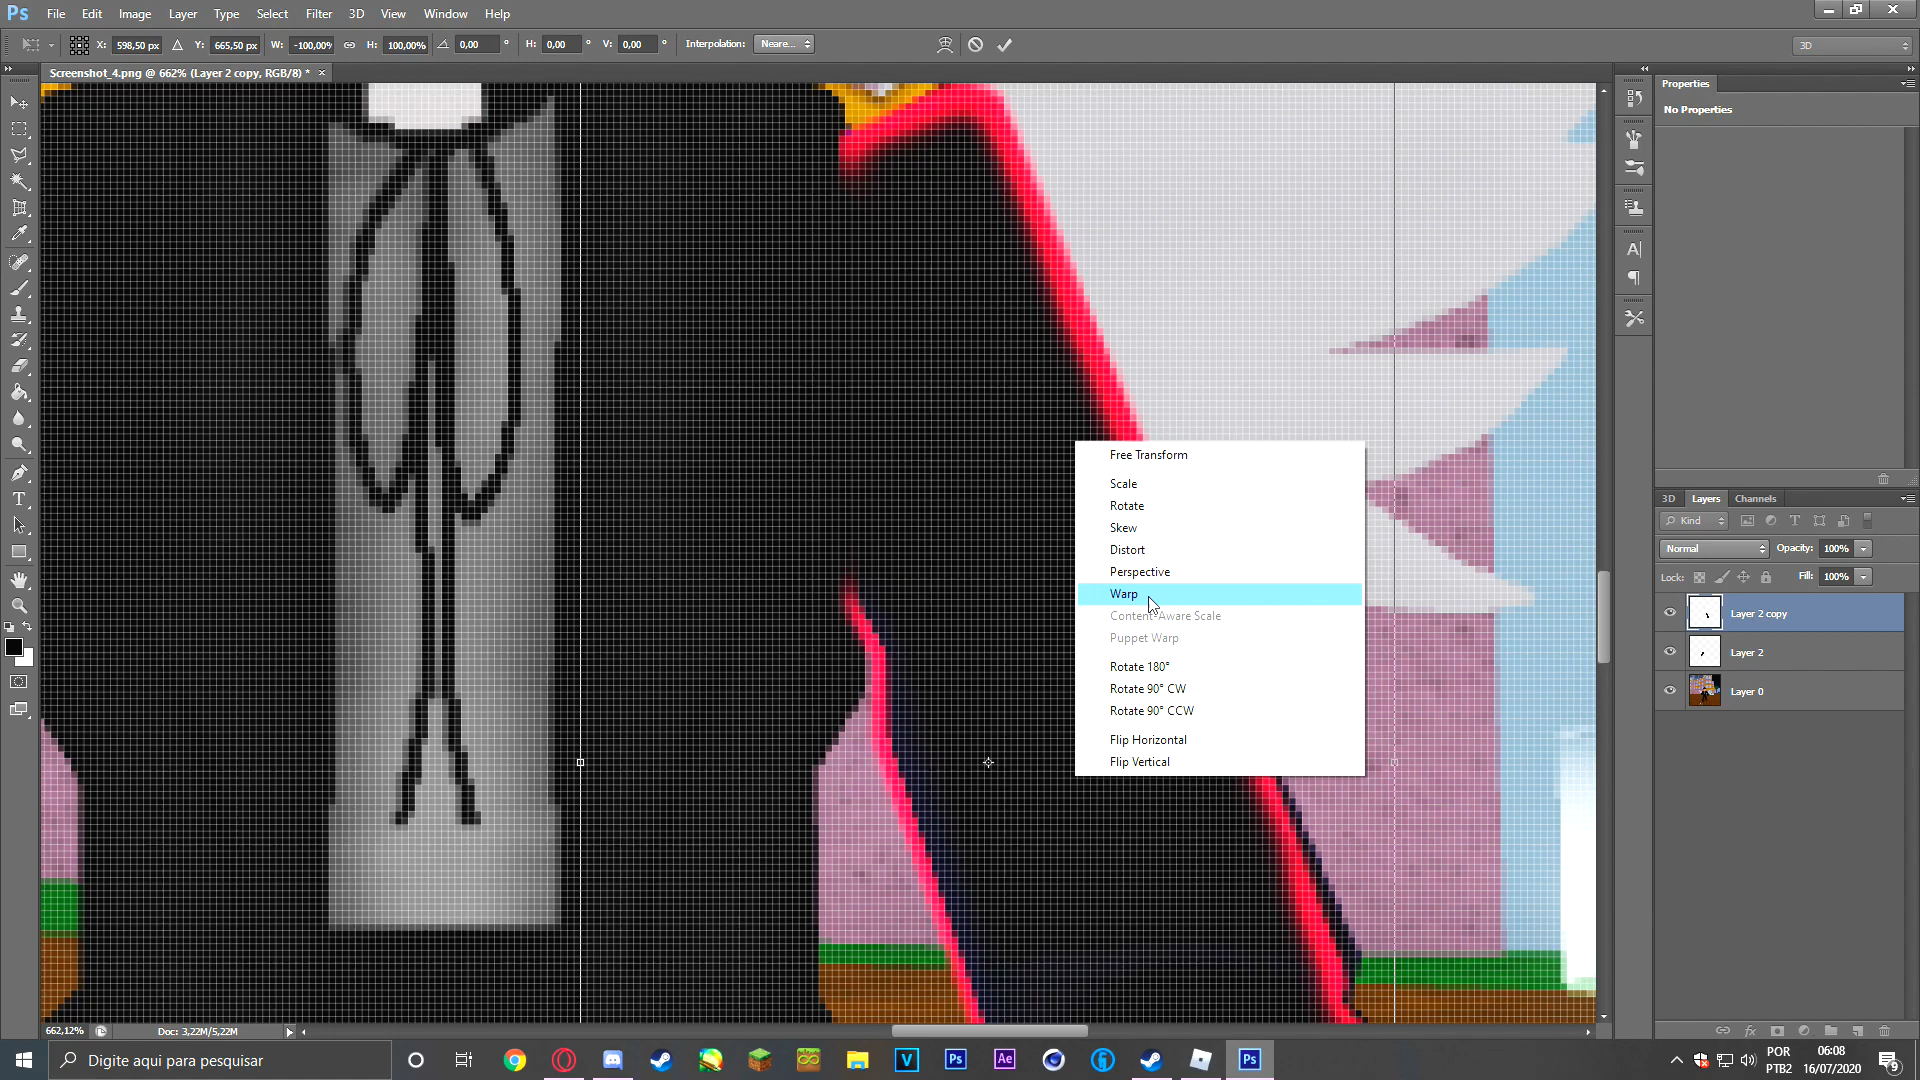 Ps File Edit Image Layer Type Select Filter 3D View Window Help
X: 598,50 px Y: 665,50 px W: -100,00% H: 100,00% 0,00 ° H: 0,00 ° V: 0,00 ° Interpolation: Neare... 3D
Screenshot_4.png @ 662% (Layer 2 copy, RGB/8) * ×
Properties
No Properties
Free Transform
Scale
Rotate
Skew
Distort
Perspective
Warp
Content-Aware Scale
Puppet Warp
Rotate 180°
Rotate 90° CW
Rotate 90° CCW
Flip Horizontal
Flip Vertical
3D Layers Channels
Kind
Normal Opacity: 100%
Lock: Fill: 100%
Layer 2 copy
Layer 2
Layer 0
662,12% Doc: 3,22M/5,22M
Digite aqui para pesquisar
POR
PTB2
06:08
16/07/2020
9